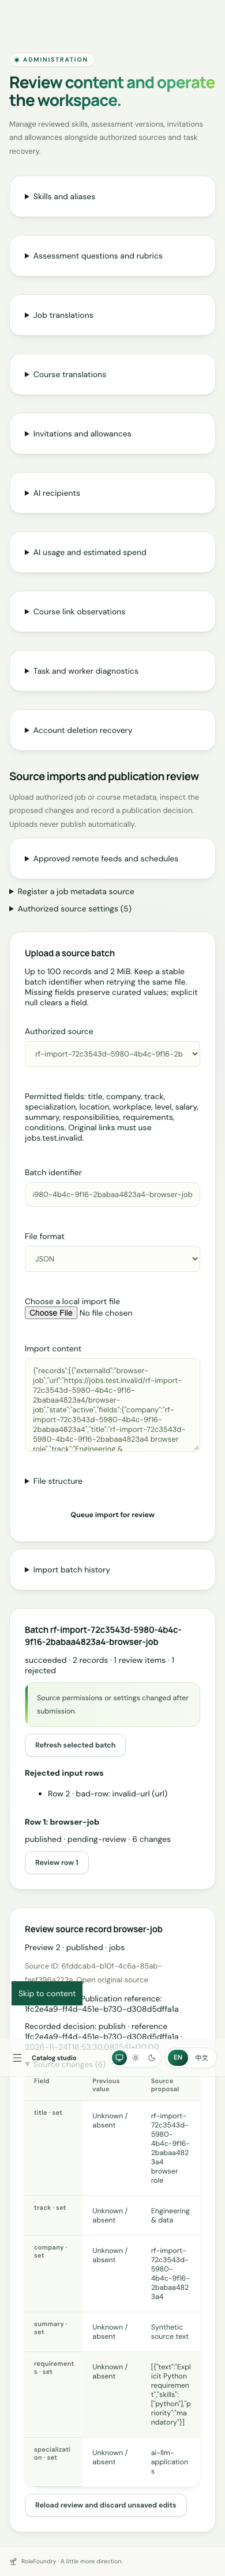 ADMINISTRATION
Review content and operate
the workspace.
Manage reviewed skills, assessment versions, invitations
and allowances alongside authorized sources and task
recovery.
Skills and aliases
Assessment questions and rubrics
Job translations
Course translations
Invitations and allowances
AI recipients
AI usage and estimated spend
Course link observations
Task and worker diagnostics
Account deletion recovery
Source imports and publication review
Upload authorized job or course metadata, inspect the
proposed changes and record a publication decision.
Uploads never publish automatically.
Approved remote feeds and schedules
Register a job metadata source
Authorized source settings (5)
Upload a source batch
Up to 100 records and 2 MiB. Keep a stable
batch identifier when retrying the same file.
Missing fields preserve curated values; explicit
null clears a field.
Authorized source
rf-import-72c3543d-5980-4b4c-9f16-2b
Permitted fields: title, company, track,
specialization, location, workplace, level, salary,
summary, responsibilities, requirements,
conditions. Original links must use
jobs.test.invalid.
Batch identifier
i980-4b4c-9f16-2babaa4823a4-browser-job
File format
JSON
Choose a local import file
Choose File No file chosen
Import content
{"records":[{"externalId":"browser-
job","url":"https://jobs.test.invalid/rf-import-
72c3543d-5980-4b4c-9f16-
2babaa4823a4/browser-
job","state":"active","fields":{"company":"rf-
import-72c3543d-5980-4b4c-9f16-
2babaa4823a4","title":"rf-import-72c3543d-
5980-4b4c-9f16-2babaa4823a4 browser
role","track":"Engineering &
File structure
Queue import for review
Import batch history
Batch rf-import-72c3543d-5980-4b4c-
9f16-2babaa4823a4-browser-job
succeeded · 2 records · 1 review items · 1
rejected
Source permissions or settings changed after
submission.
Refresh selected batch
Rejected input rows
Row 2 · bad-row: invalid-url (url)
Row 1: browser-job
published · pending-review · 6 changes
Review row 1
Review source record browser-job
Preview 2 · published · jobs
Source ID: 6fddcab4-b10f-4c6a-85ab-
Open original source
Skip to content
Publication reference:
1fc2e4a9-ff4d-451e-b730-d308d5dffa1a
Recorded decision: publish · reference
1fc2e4a9-ff4d-451e-b730-d308d5dffa1a ·
Catalog studio
EN
中文
Source changes (6)
Field
Previous value
Source proposal
title · set
Unknown / absent
rf-import-72c3543d-5980-4b4c-9f16-2babaa4823a4 browser role
track · set
Unknown / absent
Engineering & data
company · set
Unknown / absent
rf-import-72c3543d-5980-4b4c-9f16-2babaa4823a4
summary · set
Unknown / absent
Synthetic source text
requirements · set
Unknown / absent
[{"text":"Explicit Python requirement","skills":["python"],"priority":"mandatory"}]
specialization · set
Unknown / absent
ai-llm-applications
Reload review and discard unsaved edits
RoleFoundry · A little more direction.